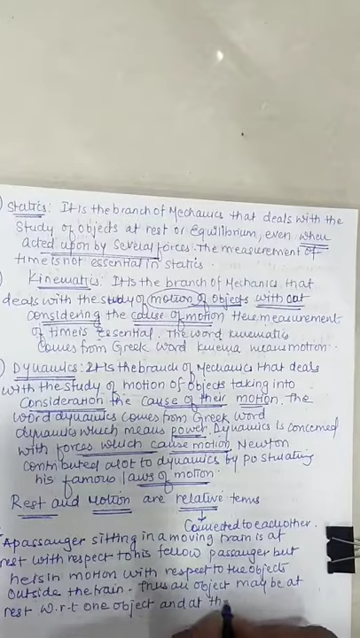 ) Statics: It is the branch of Mechanics that deals with the
study of objects at rest or Equilibrium, even when
acted upon by several forces. The measurement of
time is not essential in statics.
) Kinematics: It is the branch of Mechanics that
deals with the study of motion of objects with out
considering the cause of motion Here measurement
of time is essential. The word kinematics
comes from Greek word kinema means motion.
) Dynamics: It is the branch of Mechanics that deals
with the study of motion of objects taking into
consideration the cause of their motion. The
word dynamics comes from Greek word
dynamis which means power. Dynamics is concerned
with forces which cause motion. Newton
contributed alot to dynamics by postulating
his famous laws of motion.
Rest and Motion are relative terms
Connected to each other.
A passanger sitting in a moving train is at
rest with respect to his fellow passanger but
he is in motion with respect to the objects
outside the train. Thus an object may be at
rest w.r.t one object and at th